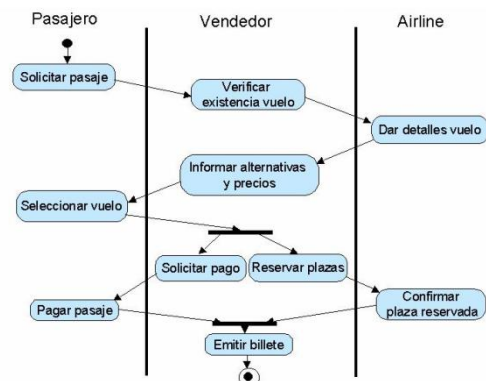 Pasajero
Vendedor
Airline
Solicitar pasaje
Verificar
existencia vuelo
Dar detalles vuelo
Informar alternativas
y precios
Seleccionar vuelo
Solicitar pago
Reservar plazas
Pagar pasaje
Confirmar
plaza reservada
Emitir billete